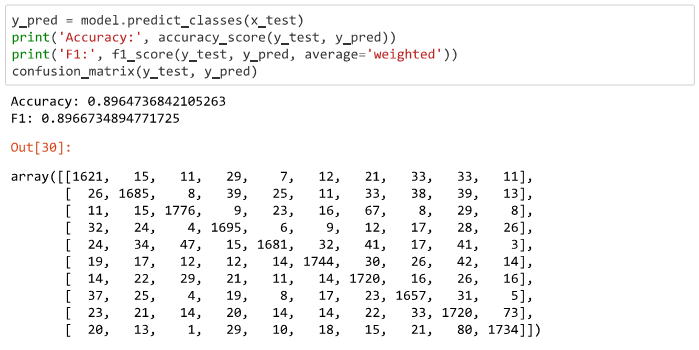 y_pred = model.predict_classes(x_test)
print('Accuracy:', accuracy_score(y_test, y_pred))
print('F1:', f1_score(y_test, y_pred, average='weighted'))
confusion_matrix(y_test, y_pred)
Accuracy: 0.8964736842105263
F1: 0.8966734894771725
Out[30]:
array([[1621, 15, 11, 29, 7, 12, 21, 33, 33, 11],
[ 26, 1685, 8, 39, 25, 11, 33, 38, 39, 13],
[ 11, 15, 1776, 9, 23, 16, 67, 8, 29, 8],
[ 32, 24, 4, 1695, 6, 9, 12, 17, 28, 26],
[ 24, 34, 47, 15, 1681, 32, 41, 17, 41, 3],
[ 19, 17, 12, 12, 14, 1744, 30, 26, 42, 14],
[ 14, 22, 29, 21, 11, 14, 1720, 16, 26, 16],
[ 37, 25, 4, 19, 8, 17, 23, 1657, 31, 5],
[ 23, 21, 14, 20, 14, 14, 22, 33, 1720, 73],
[ 20, 13, 1, 29, 10, 18, 15, 21, 80, 1734]])